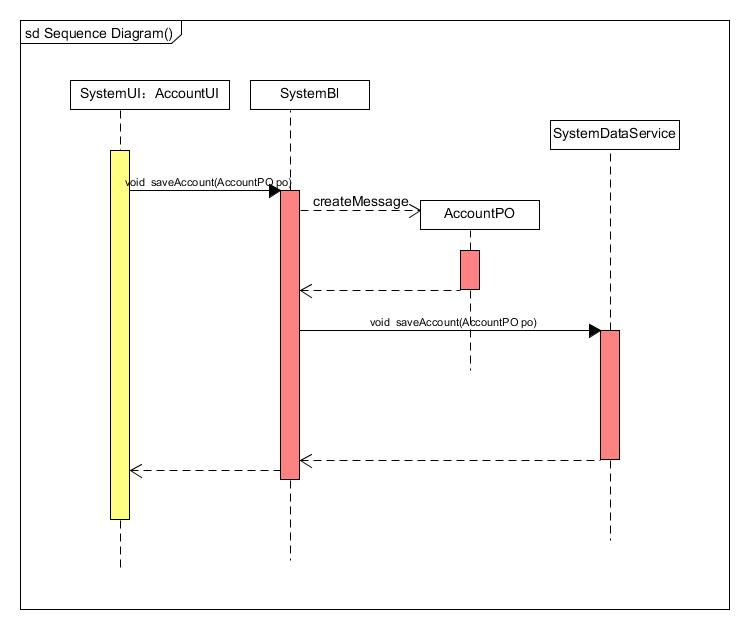 sd Sequence Diagram()
SystemUI：AccountUI
SystemBl
SystemDataService
void saveAccount(AccountPO po)
createMessage
AccountPO
void saveAccount(AccountPO po)